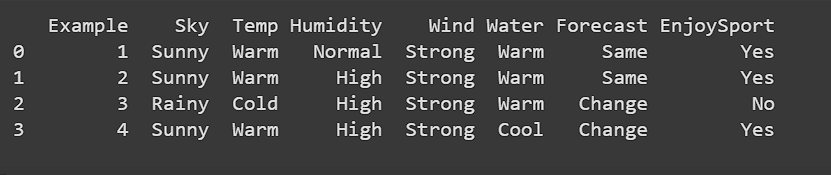 Example Sky Temp Humidity Wind Water Forecast EnjoySport
0 1 Sunny Warm Normal Strong Warm Same Yes
1 2 Sunny Warm High Strong Warm Same Yes
2 3 Rainy Cold High Strong Warm Change No
3 4 Sunny Warm High Strong Cool Change Yes